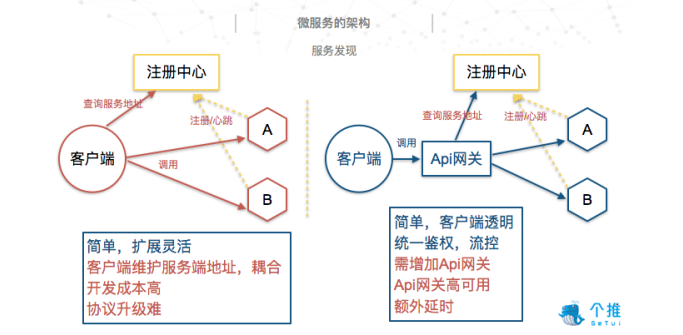 微服务的架构
服务发现
注册中心
查询服务地址
注册/心跳
A
客户端
调用
B
简单，扩展灵活
客户端维护服务端地址，耦合
开发成本高
协议升级难
注册中心
查询服务地址
注册/心跳
A
调用
客户端
Api网关
B
简单，客户端透明
统一鉴权，流控
需增加Api网关
Api网关高可用
额外延时
个推
GeTui